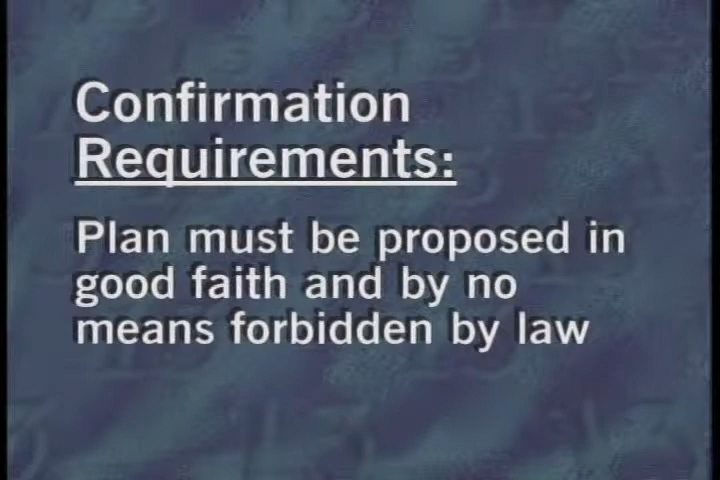 Confirmation
Requirements:
Plan must be proposed in
good faith and by no
means forbidden by law